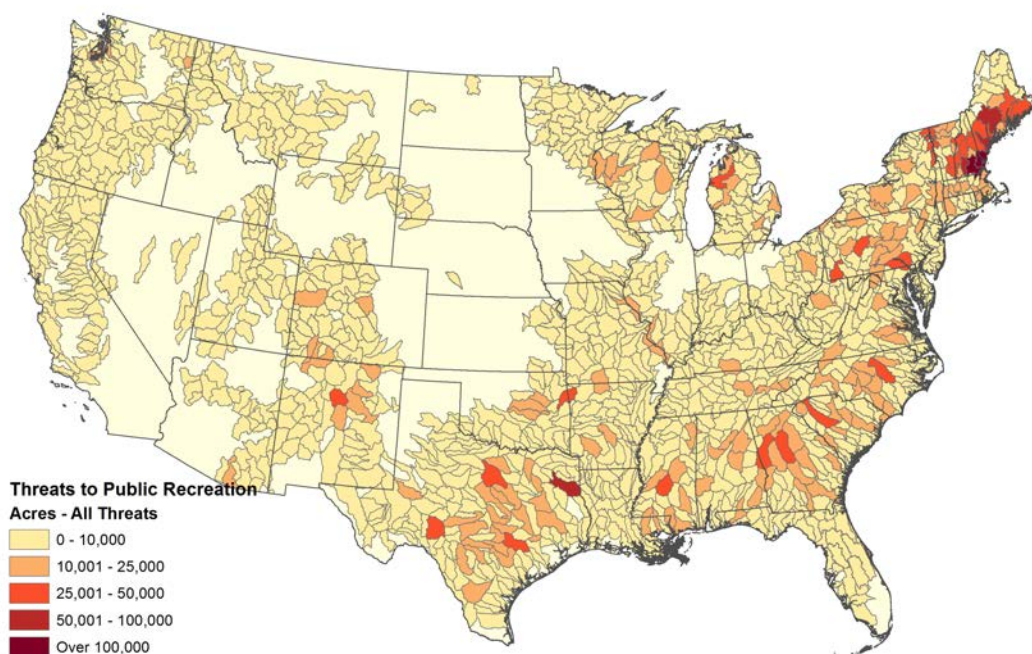 Threats to Public Recreation
Acres - All Threats
0 - 10,000
10,001 - 25,000
25,001 - 50,000
50,001 - 100,000
Over 100,000